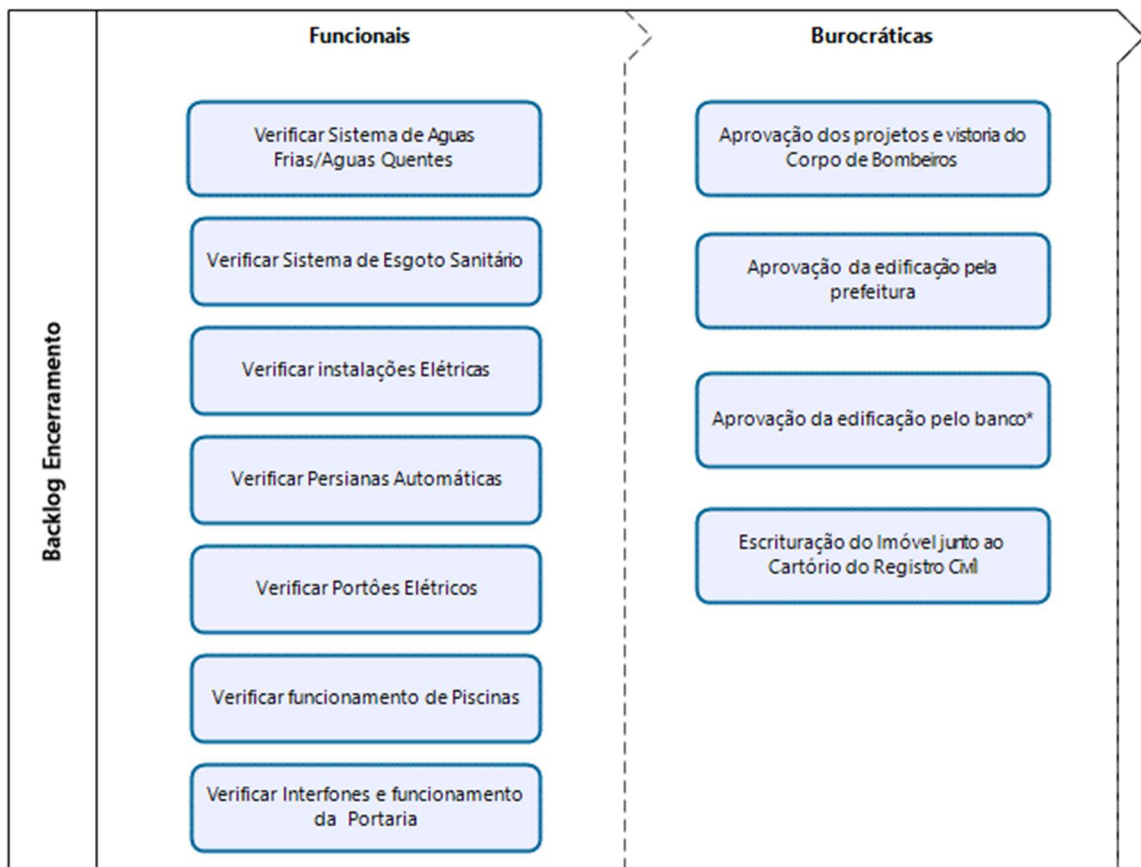 Funcionais
Burocráticas
Backlog Encerramento
Verificar Sistema de Aguas
Frias/Aguas Quentes
Verificar Sistema de Esgoto Sanitário
Verificar instalações Elétricas
Verificar Persianas Automáticas
Verificar Portôes Elétricos
Verificar funcionamento de Piscinas
Verificar Interfones e funcionamento
da Portaria
Aprovação dos projetos e vistoria do
Corpo de Bombeiros
Aprovação da edificação pela
prefeitura
Aprovação da edificação pelo banco*
Escrituração do Imóvel junto ao
Cartório do Registro Civîl